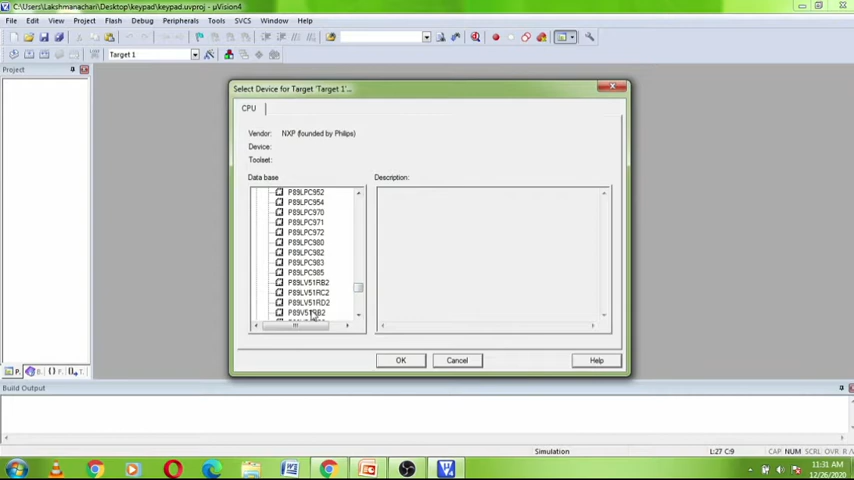 C:\Users\Lakshmanachari\Desktop\keypad\keypad.uvproj - µVision4
File Edit View Project Flash Debug Peripherals Tools SVCS Window Help
Target 1
Project
Select Device for Target 'Target 1'...
CPU
Vendor: NXP (founded by Philips)
Device:
Toolset:
Data base
Description:
P89LPC952
P89LPC954
P89LPC970
P89LPC971
P89LPC972
P89LPC980
P89LPC982
P89LPC983
P89LPC985
P89LV51RB2
P89LV51RC2
P89LV51RD2
P89V51RB2
OK Cancel Help
Build Output
Simulation L:27 C:9 CAP NUM SCRL OVR
11:31 AM
12/26/2020